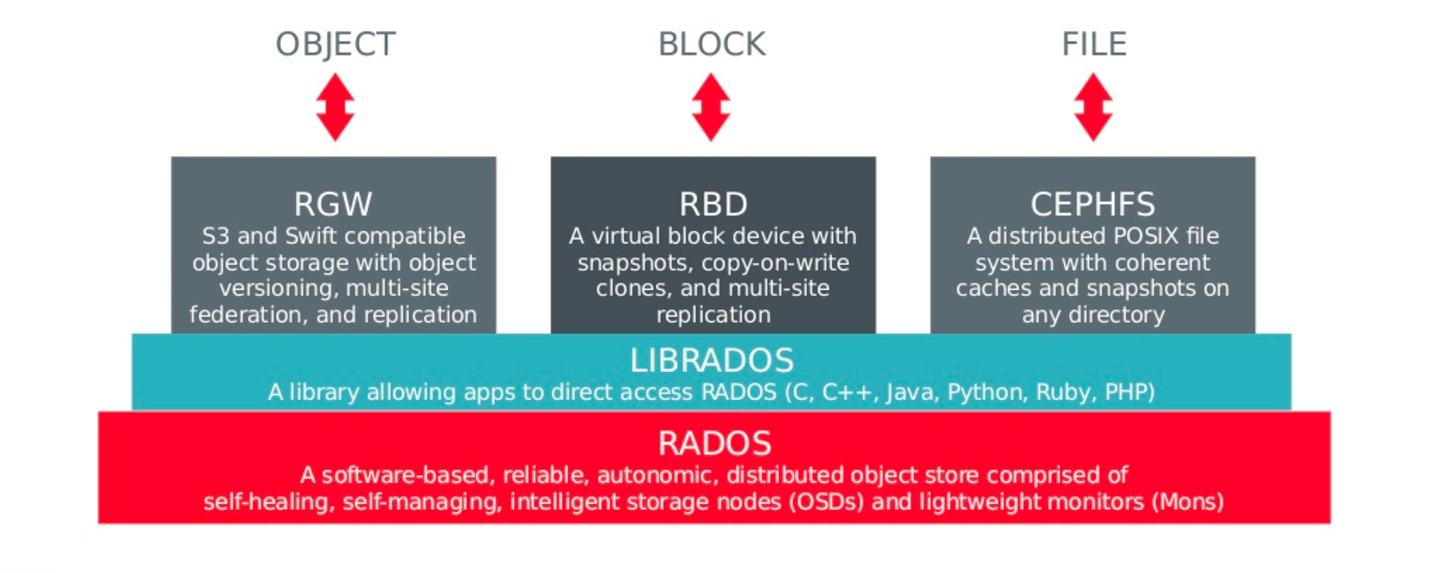 OBJECT
BLOCK
FILE
RGW
S3 and Swift compatible
object storage with object
versioning, multi-site
federation, and replication
RBD
A virtual block device with
snapshots, copy-on-write
clones, and multi-site
replication
CEPHFS
A distributed POSIX file
system with coherent
caches and snapshots on
any directory
LIBRADOS
A library allowing apps to direct access RADOS (C, C++, Java, Python, Ruby, PHP)
RADOS
A software-based, reliable, autonomic, distributed object store comprised of
self-healing, self-managing, intelligent storage nodes (OSDs) and lightweight monitors (Mons)